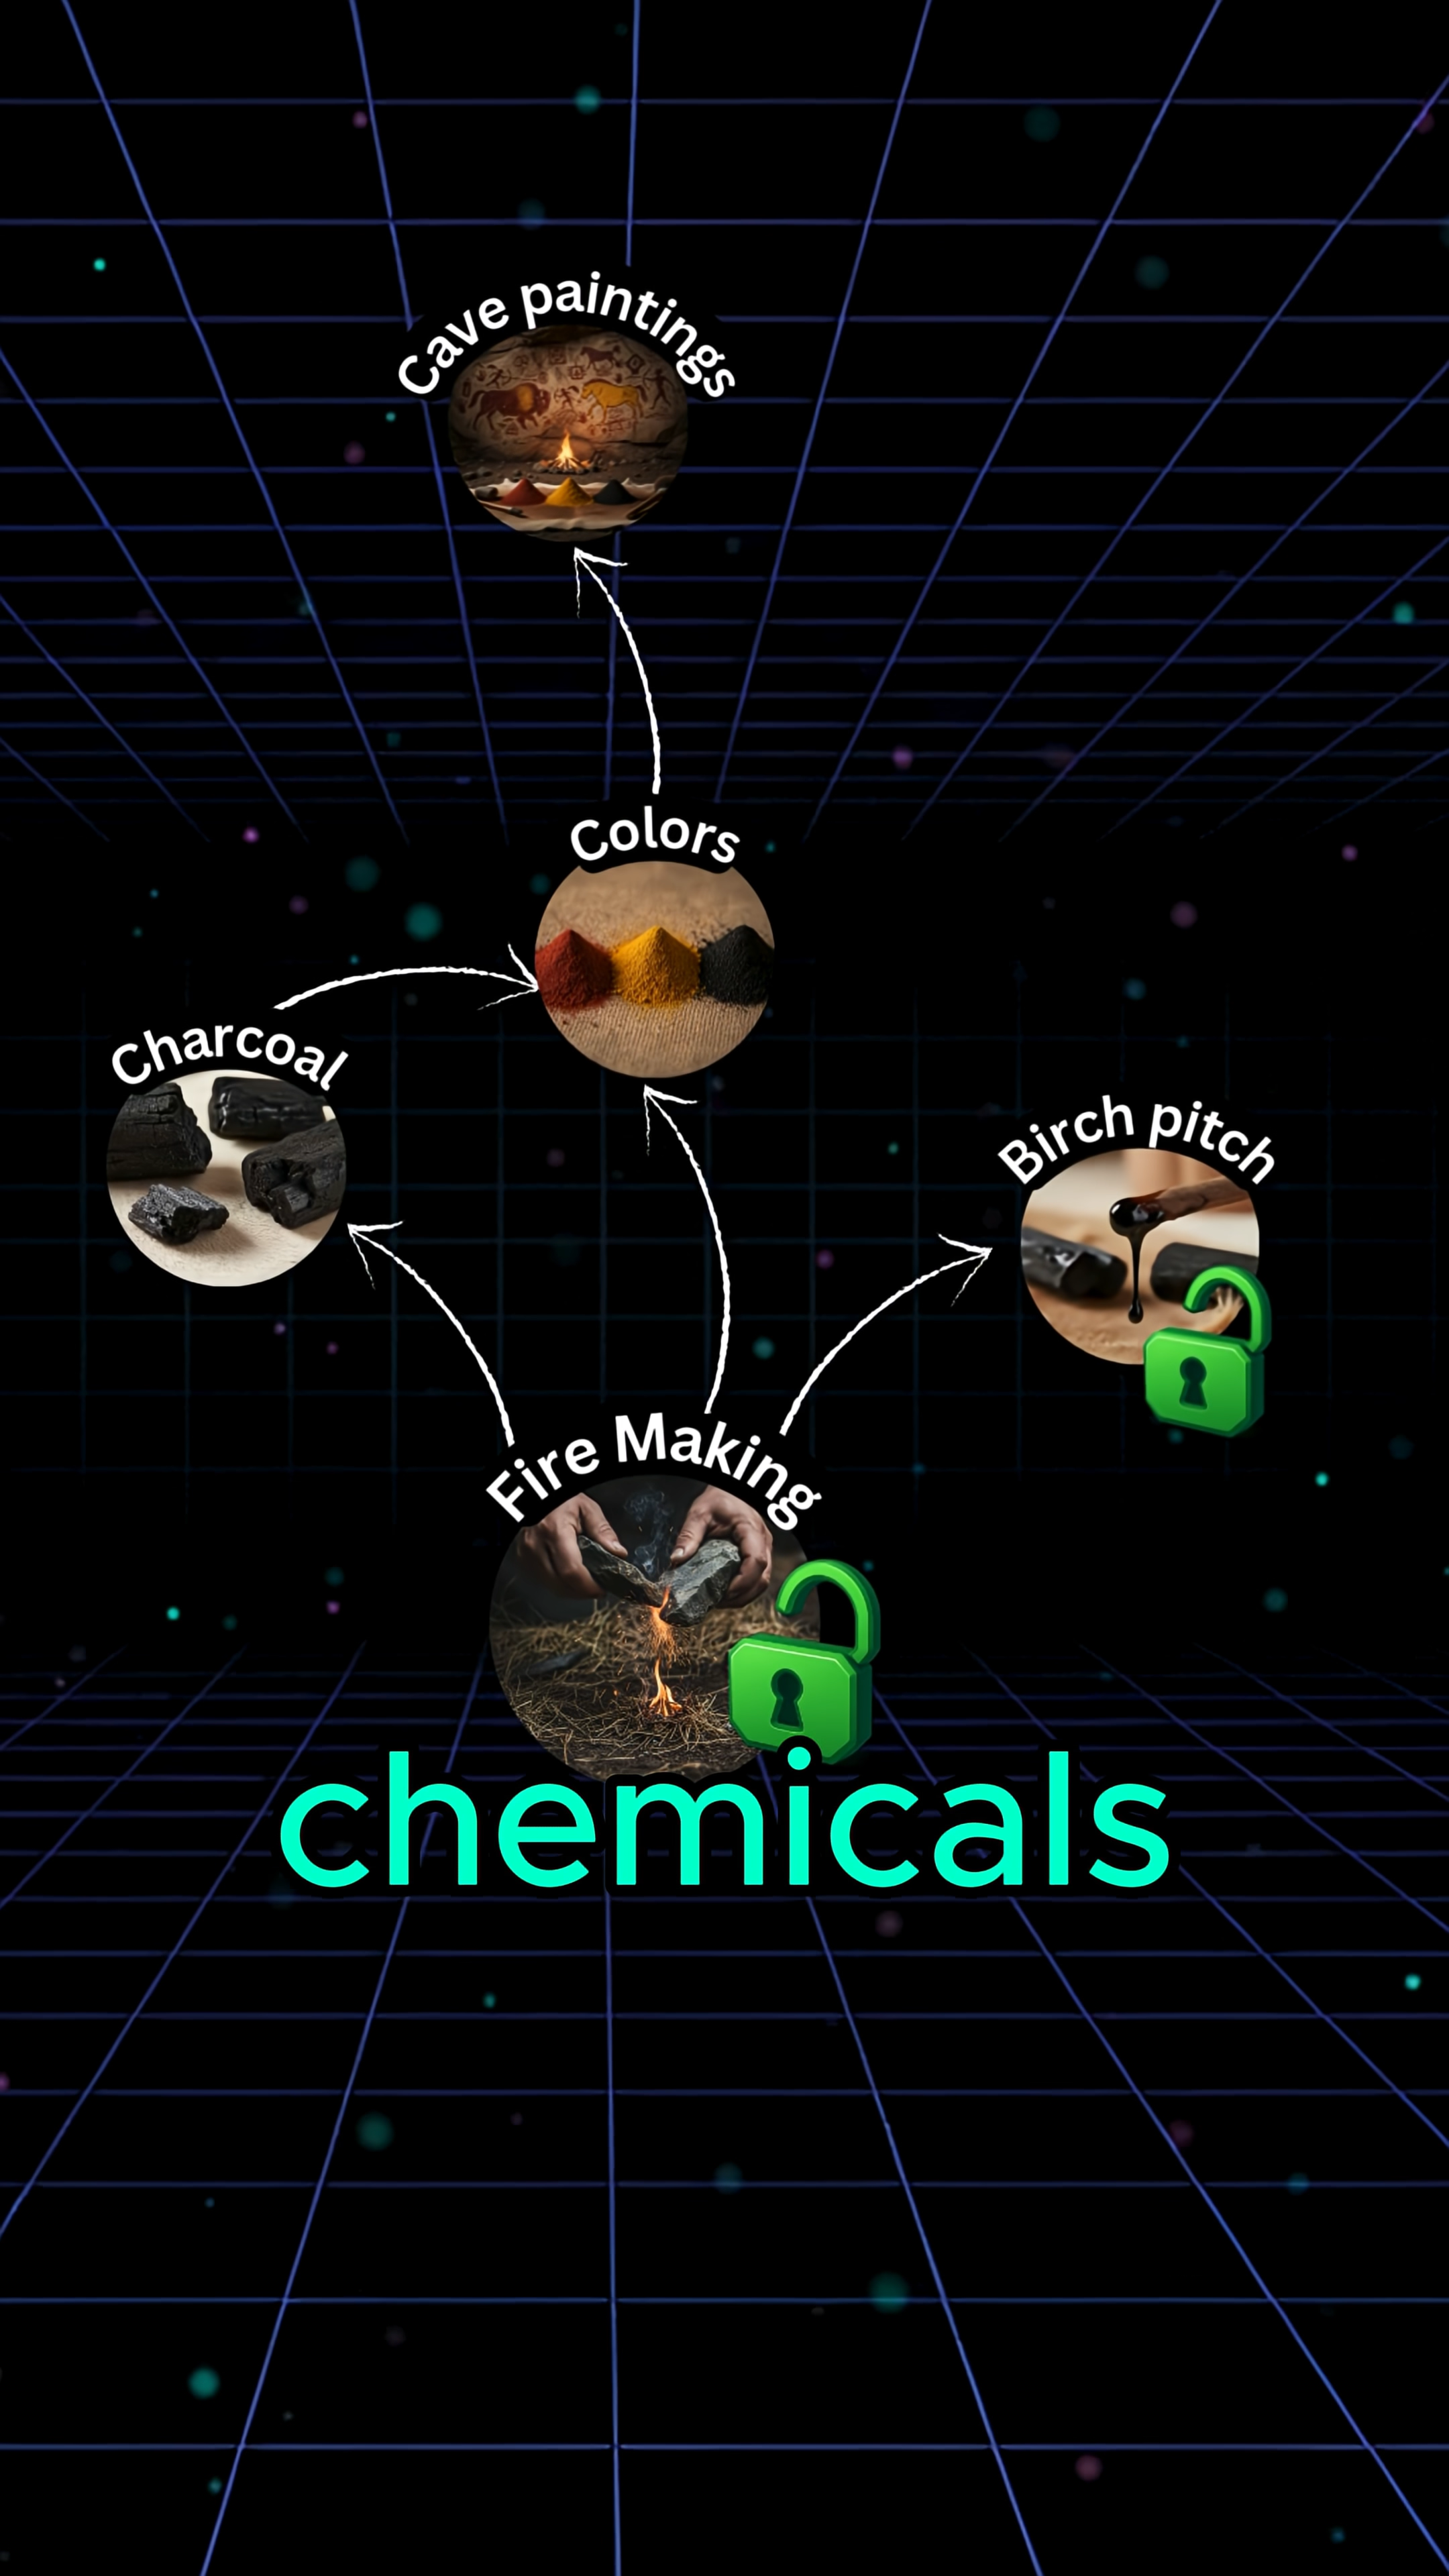 Cave paintings
Colors
Charcoal
Birch pitch
Fire Making
chemicals